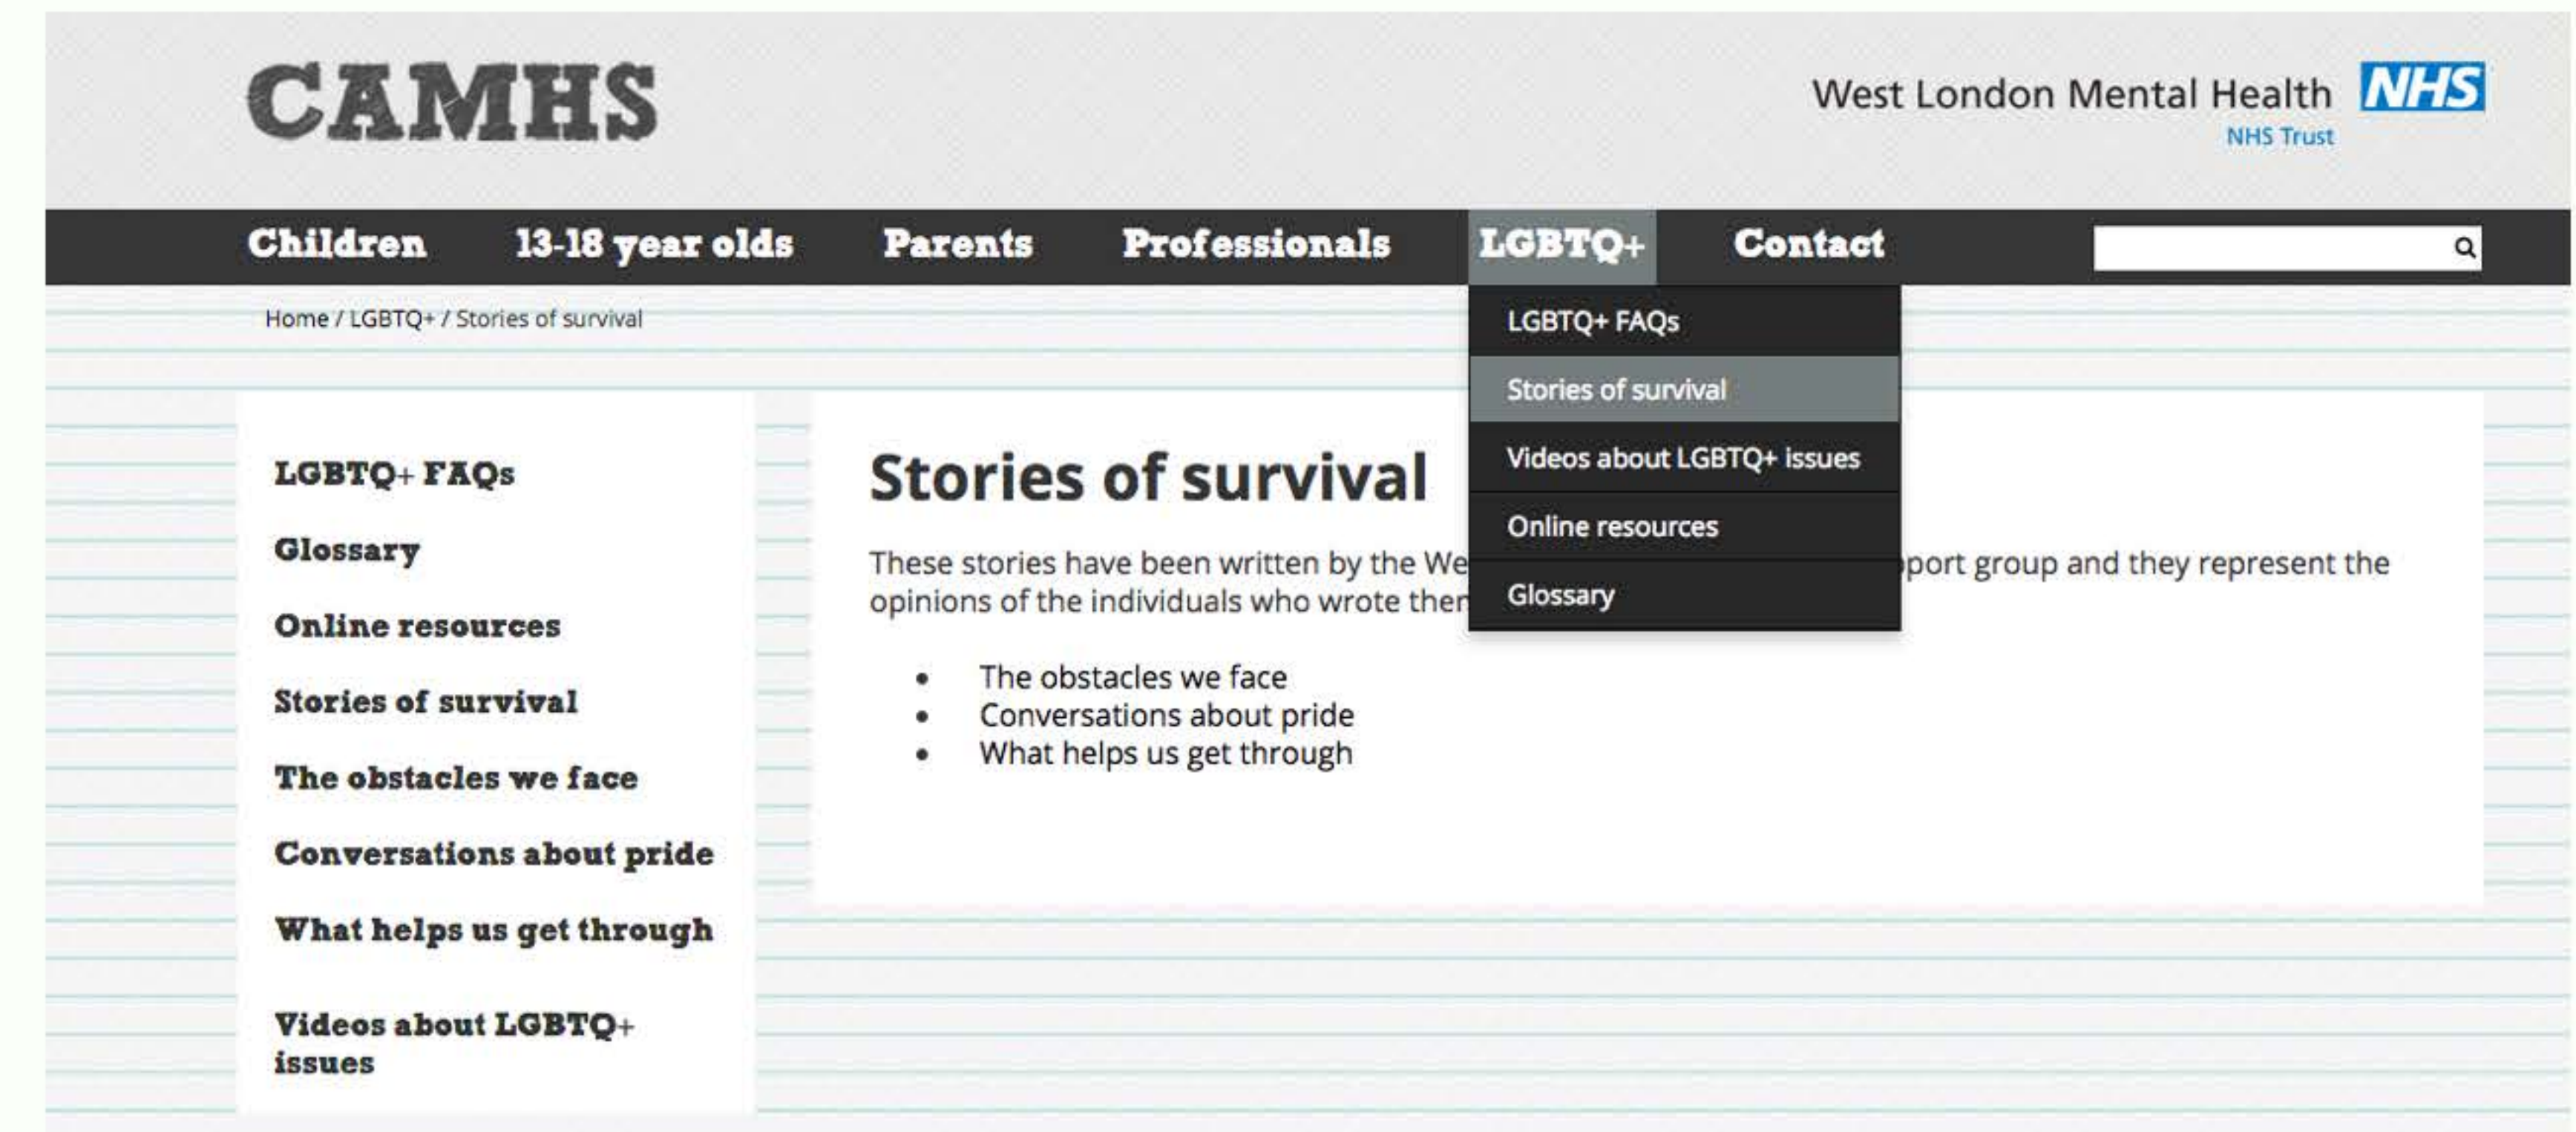 CAMHS
West London Mental Health NHS
NHS Trust
Children 13-18 year olds Parents Professionals LGBTQ+ Contact
Home / LGBTQ+ / Stories of survival
LGBTQ+ FAQs
Stories of survival
Videos about LGBTQ+ issues
Online resources
Glossary
LGBTQ+ FAQs
Glossary
Online resources
Stories of survival
The obstacles we face
Conversations about pride
What helps us get through
Videos about LGBTQ+
issues
Stories of survival
These stories have been written by the We port group and they represent the
opinions of the individuals who wrote
• The obstacles we face
• Conversations about pride
• What helps us get through